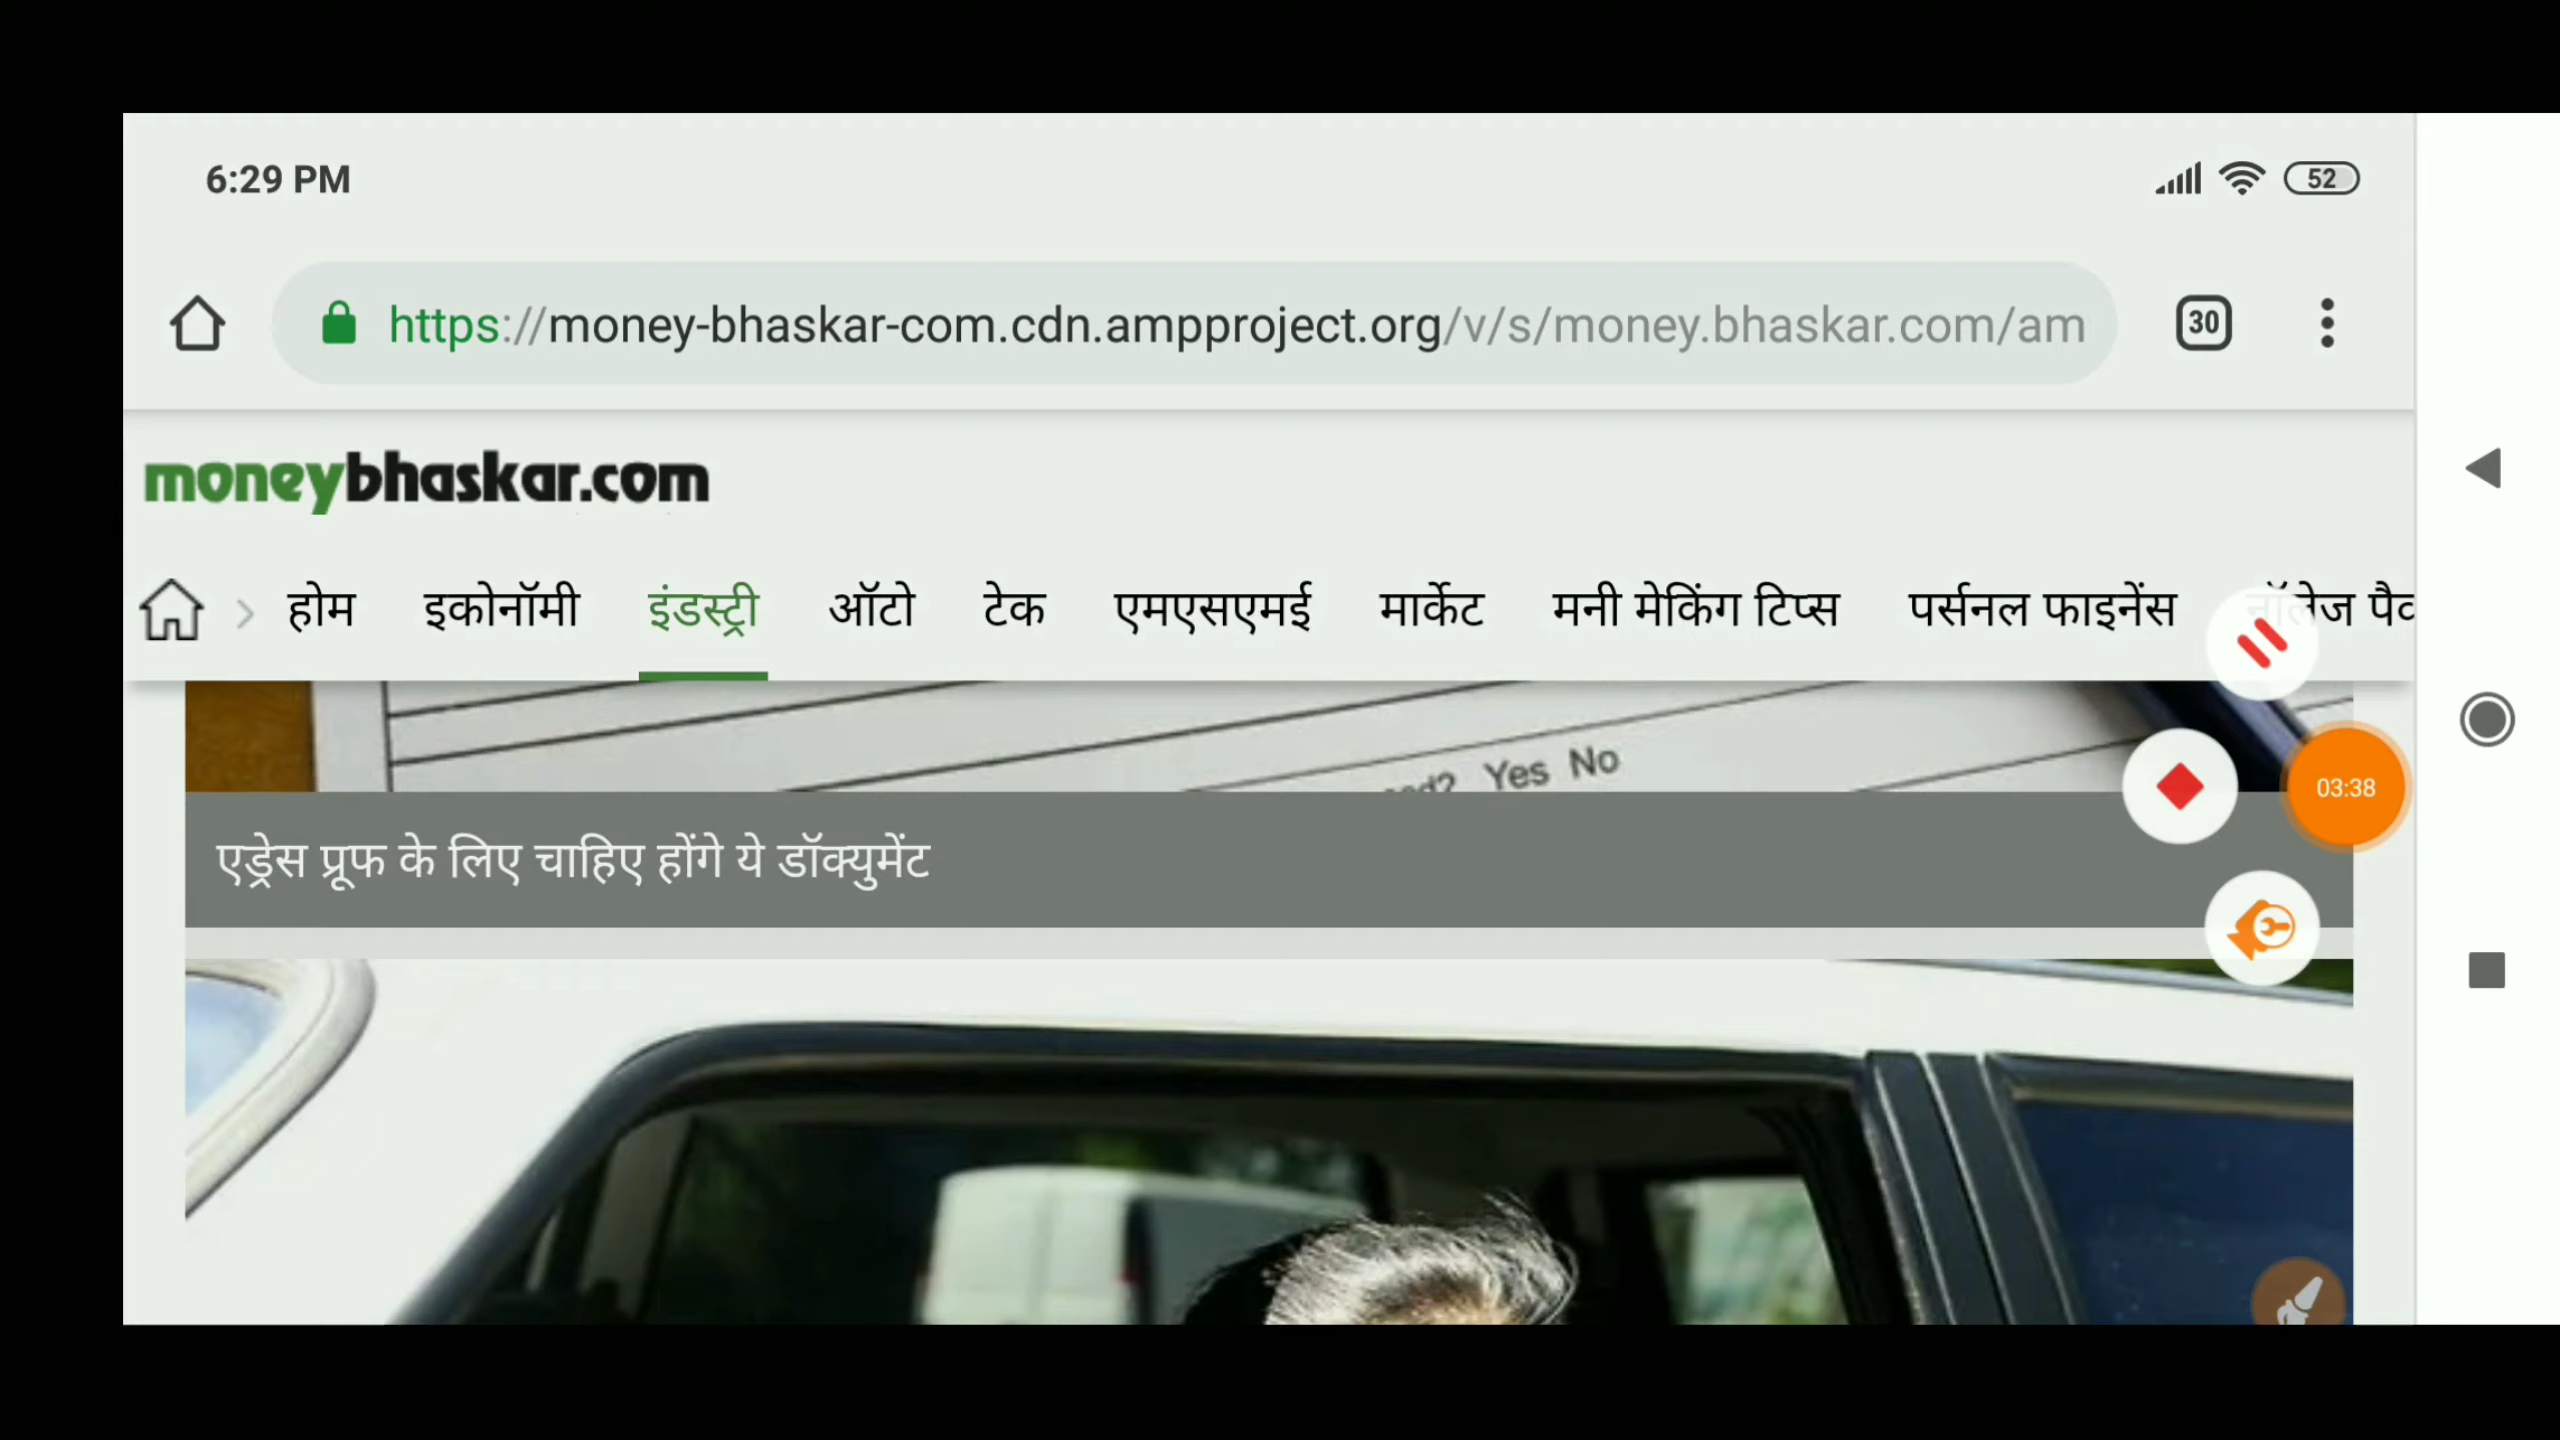 6:29 PM
52
https://money-bhaskar-com.cdn.ampproject.org/v/s/money.bhaskar.com/am
30
moneybhaskar.com
होम इकोनॉमी इंडस्ट्री ऑटो टेक एमएसएमई मार्केट मनी मेकिंग टिप्स पर्सनल फाइनेंस नॉलेज
Yes No
03:38
एड्रेस प्रूफ के लिए चाहिए होंगे ये डॉक्युमेंट